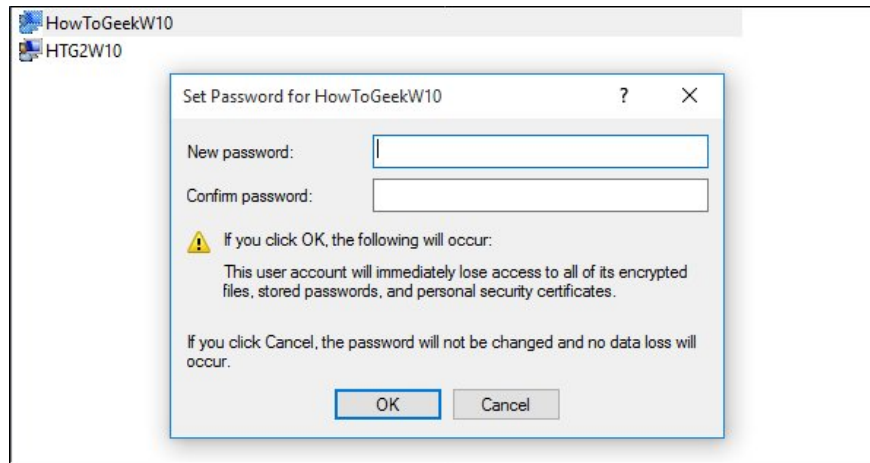 HowToGeekW10
HTG2W10
Set Password for HowToGeekW10 ?
New password:
Confirm password:
If you click OK, the following will occur:
This user account will immediately lose access to all of its encrypted
files, stored passwords, and personal security certificates.
If you click Cancel, the password will not be changed and no data loss will
occur.
OK Cancel